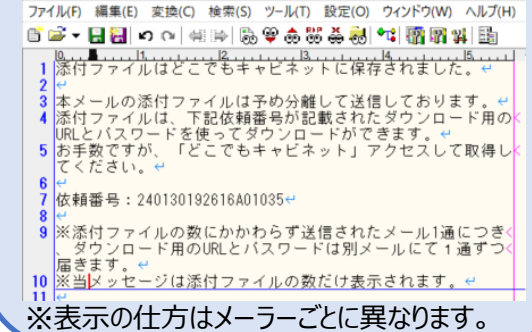 ファイル(F) 編集(E) 変換(C) 検索(S) ツール(T) 設定(O) ウィンドウ(W) ヘルプ(H)
0 1 2 3 4 5
1 添付ファイルはどこでもキャビネットに保存されました。
2
3 本メールの添付ファイルは予め分離して送信しております。
4 添付ファイルは、下記依頼番号が記載されたダウンロード用の
URLとパスワードを使ってダウンロードができます。
5 お手数ですが、「どこでもキャビネット」アクセスして取得し
てください。
6
7 依頼番号：240130192616A01035
8
9 ※添付ファイルの数にかかわらず送信されたメール1通につき
、ダウンロード用のURLとパスワードは別メールにて１通ずつ
届きます。
10 ※当メッセージは添付ファイルの数だけ表示されます。
11
※表示の仕方はメーラーごとに異なります。